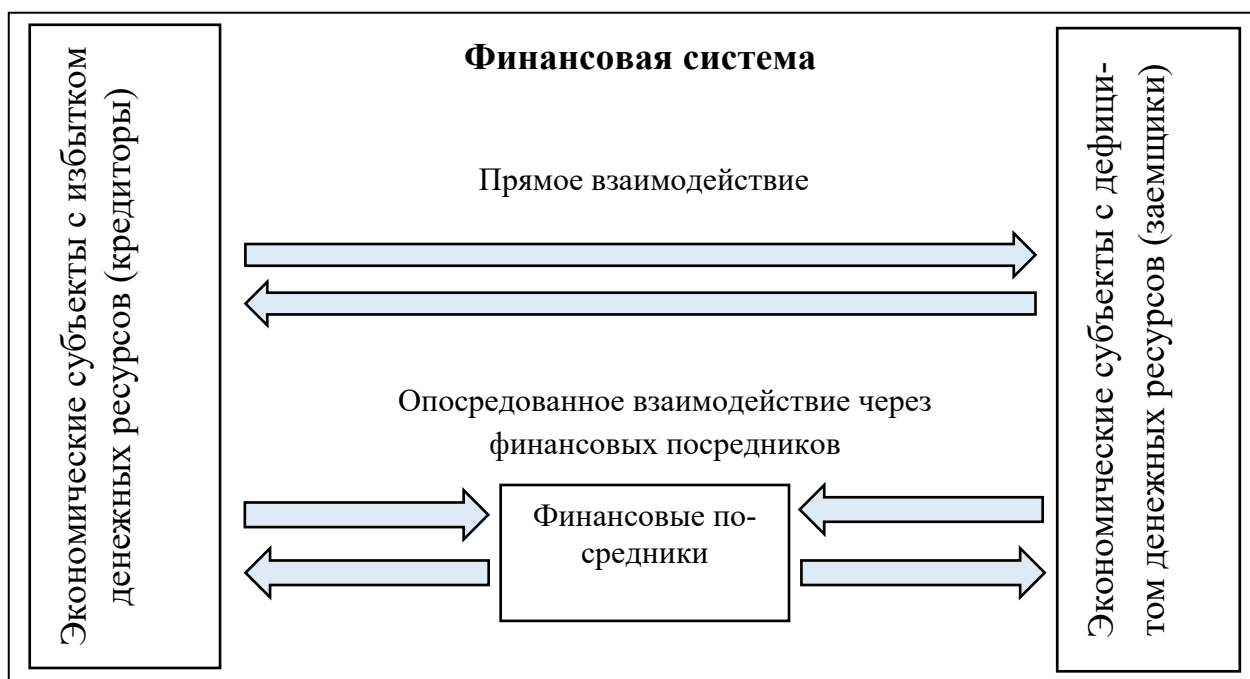 Финансовая система
Экономические субъекты с избытком
денежных ресурсов (кредиторы)
Прямое взаимодействие
Опосредованное взаимодействие через
финансовых посредников
Финансовые по-
средники
Экономические субъекты с дефици-
том денежных ресурсов (заемщики)